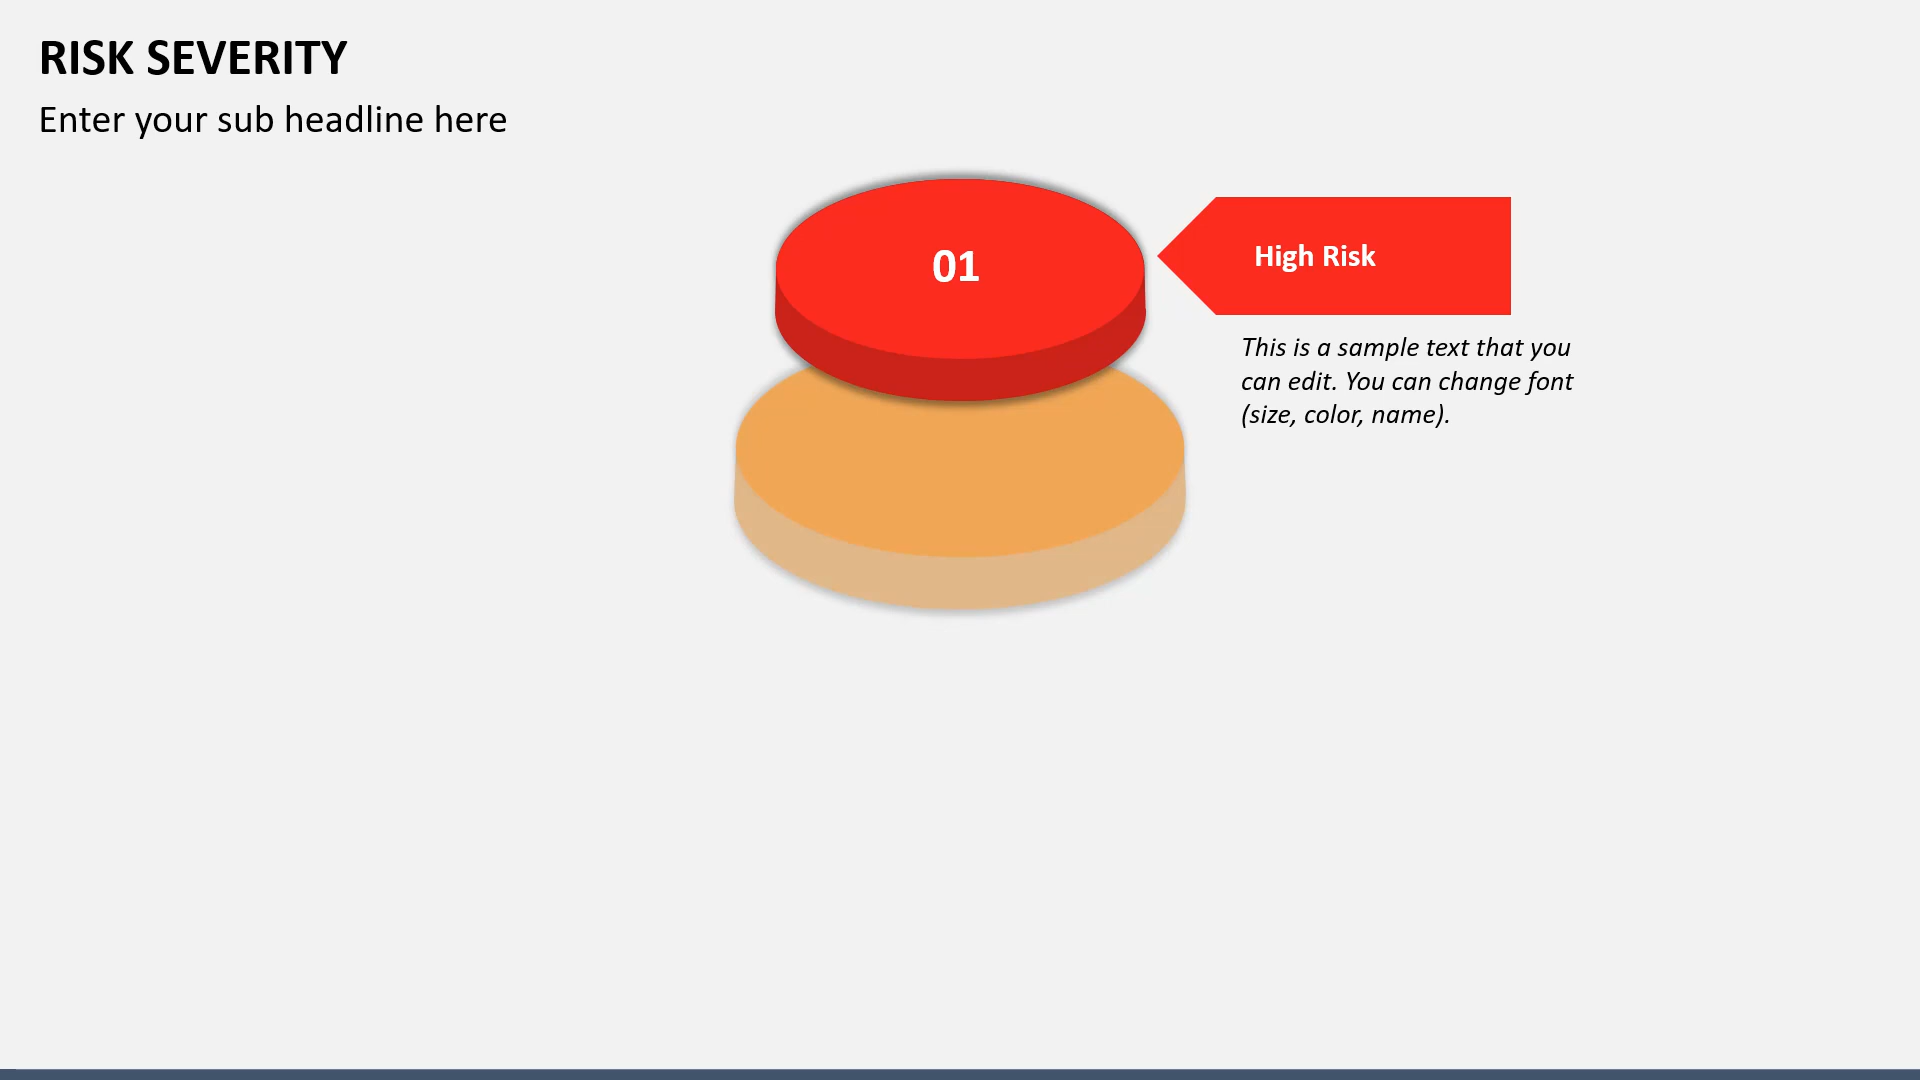 RISK SEVERITY
Enter your sub headline here
01
High Risk
This is a sample text that you
can edit. You can change font
(size, color, name).